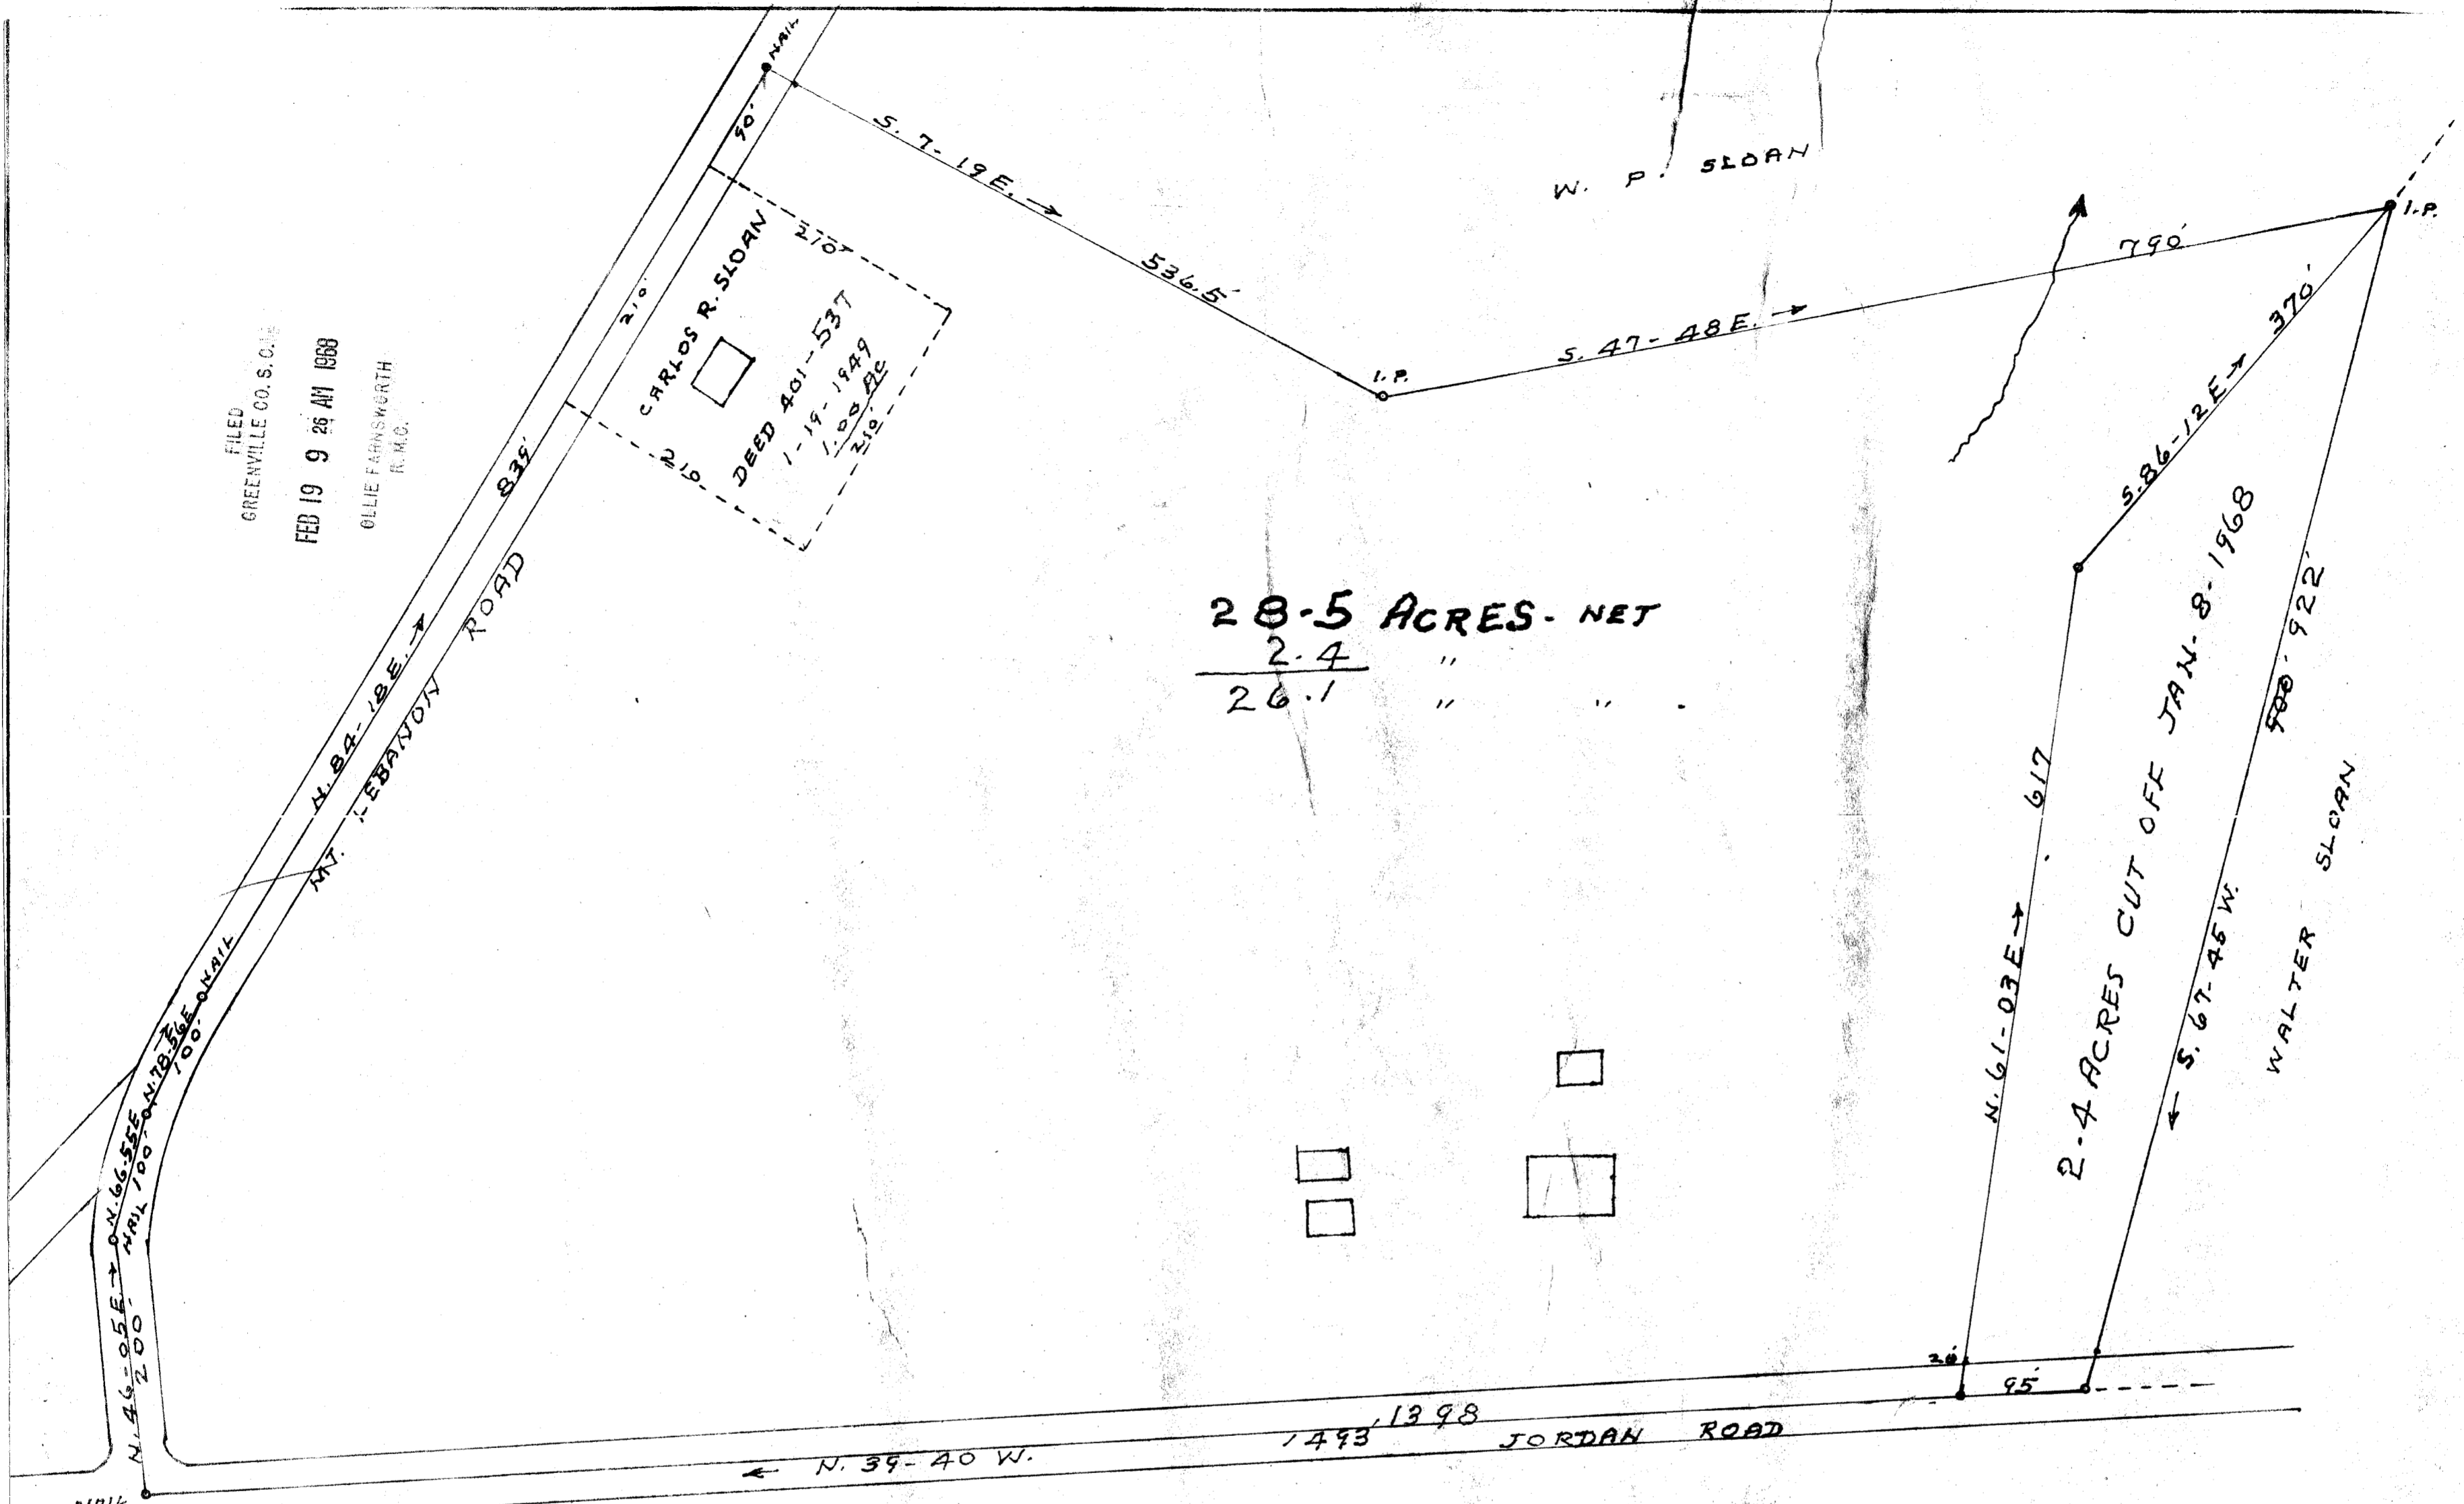 NAIL
90'
S. 7-19 E.
536.5'
W. P. SLOAN
S. 47-48 E.
790'
I.P.
I.P.
370'
S. 86-12 E
CARLOS R. SLOAN
210'
DEED 401-537
1-19-1949
1.00 AC
210'
210
210'
FILED
GREENVILLE CO. S. C.
FEB 19 9 26 AM 1968
OLLIE FARNSWORTH
R. M. C.
839'
N. 84-18 E.
MT. LEBANON ROAD
28.5 ACRES. NET
2.4 "
26.1 " " .
617
N. 61-03 E
2.4 ACRES CUT OFF JAN-8-1968
922'
S. 67-45 W.
WALTER SLOAN
NAIL
N. 78-56 E
100'
N. 66-55 E
NAIL 100'
N. 46-05 E
200'
20'
95'
1398
1493
JORDAN ROAD
N. 39-40 W.
NAIL